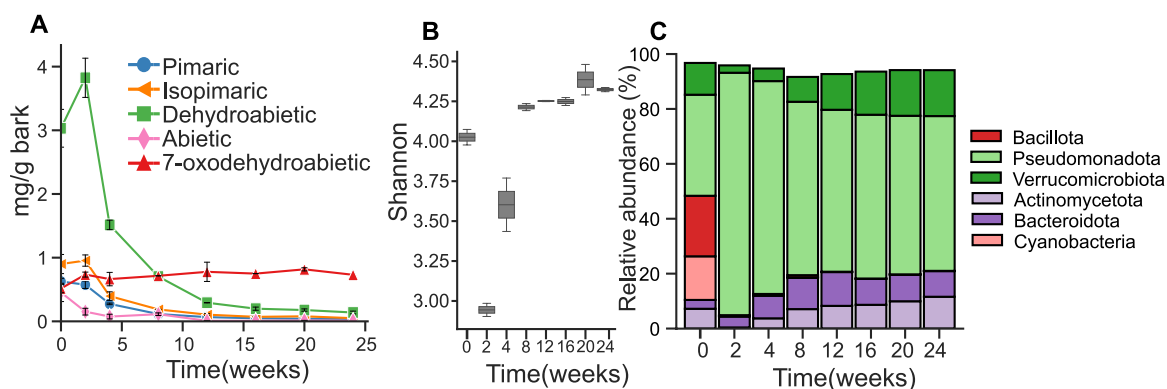 A
mg/g bark
4
3
2
1
0
Pimaric
Isopimaric
Dehydroabietic
Abietic
7-oxodehydroabietic
0 5 10 15 20 25
Time(weeks)
B
Shannon
4.50
4.25
4.00
3.75
3.50
3.25
3.00
0 2 4 8 12 16 20 24
Time(weeks)
C
Relative abundance (%)
100
80
60
40
20
0
0 2 4 8 12 16 20 24
Time(weeks)
Bacillota
Pseudomonadota
Verrucomicrobiota
Actinomycetota
Bacteroidota
Cyanobacteria